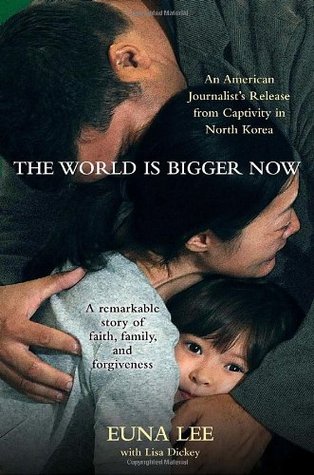 An American
Journalist's Release
from Captivity in
North Korea
THE WORLD IS BIGGER NOW
A remarkable
story of
faith, family,
and
forgiveness
EUNA LEE
with Lisa Dickey